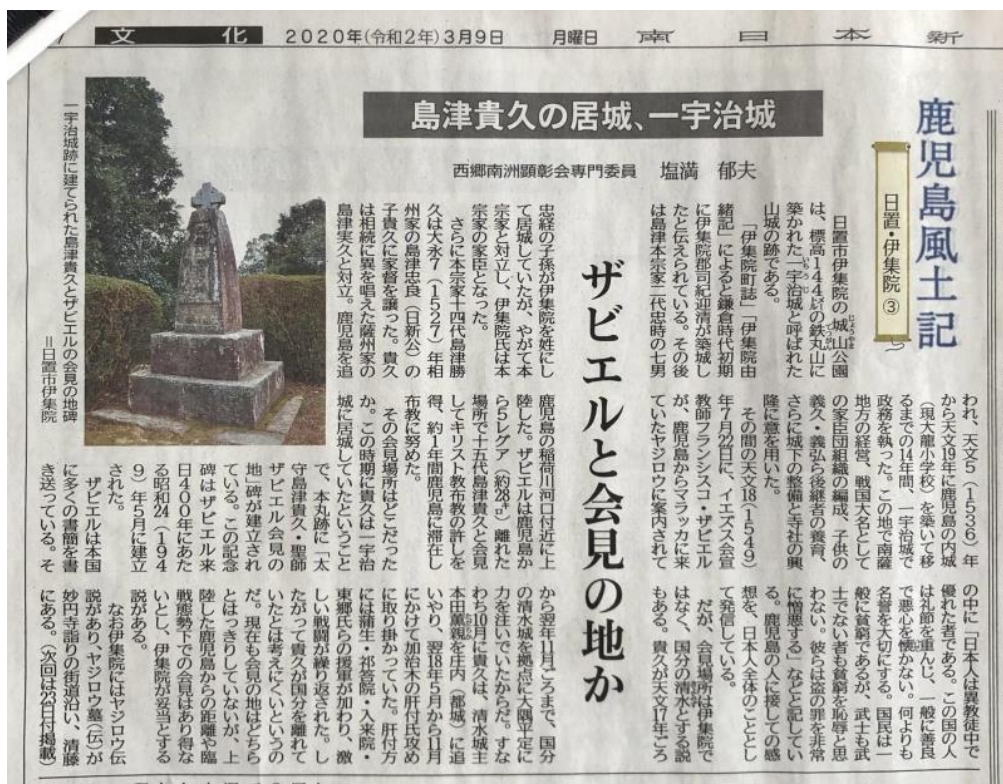 文化 2020年(令和2年)3月9日 月曜日 南日本新
鹿児島風土記
日置・伊集院③
島津貴久の居城、一宇治城
西郷南洲顕彰会専門委員 塩満 郁夫
ザビエルと会見の地か
日置市伊集院の城山公園
は、標高144㍍の鉄丸山に
築かれた一宇治城と呼ばれた
山城の跡である。
「伊集院町誌」「伊集院由
緒記」によると鎌倉時代初期
に伊集院郡司紀迎清が築城し
たと伝えられている。その後
は島津本宗家二代忠時の七男
忠経の子孫が伊集院を姓にし
て居城していたが、やがて本
宗家と対立し、伊集院氏は本
宗家の家臣となった。
さらに本宗家十四代島津勝
久は大永7(1527)年相
州家の島津忠良(日新公)の
子貴久に家督を譲った。貴久
は相続に異を唱えた薩州家の
島津実久と対立。鹿児島を追
われ、天文5(1536)年
から天文19年に鹿児島の内城
(現大龍小学校)を築いて移
るまでの14年間、一宇治城で
政務を執った。この地で南薩
地方の経営、戦国大名として
の家臣団組織の編成、子供の
義久・義弘ら後継者の養育、
さらに城下の整備と寺社の興
隆に意を用いた。
その間の天文18(1549)
年7月22日に、イエズス会宣
教師フランシスコ・ザビエル
が、鹿児島からマラッカに来
ていたヤジロウに案内されて
鹿児島の稲荷川河口付近に上
陸した。ザビエルは鹿児島か
ら5レグア(約28㌔)離れた
場所で十五代島津貴久と会見
してキリスト教布教の許しを
得、約1年間鹿児島に滞在し
布教に努めた。
その会見場所はどこだった
か。この時期に貴久は一宇治
城に居城していたということ
で、本丸跡に「太
守島津貴久・聖師
ザビエル会見の
地」碑が建立され
ている。この記念
碑はザビエル来
日400年にあた
る昭和24(194
9)年5月に建立
された。
ザビエルは本国
に多くの書簡を書
き送っている。そ
の中に「日本人は異教徒中で
優れた者である。この国の人
は礼節を重んじ、一般に善良
で悪心を懐かない。何よりも
名誉を大切にする。国民は一
般に貧窮であるが、武士も武
士でない者も貧窮を恥辱と思
わない。彼らは盗の罪を非常
に憎悪する」などと記してい
る。鹿児島の人に接しての感
想を、日本人全体のこととし
て発信している。
だが、会見場所は伊集院で
はなく、国分の清水とする説
もある。貴久が天文17年ごろ
から翌年11月ごろまで、国分
の清水城を拠点に大隅平定に
力を注いでいたからだ。すな
わち10月に貴久は、清水城主
本田薫親を庄内(都城)に追
いやり、翌18年5月から11月
にかけて加治木の肝付氏攻め
に取り掛かっていた。肝付方
には蒲生・祁答院・入来院・
東郷氏らの援軍が加わり、激
しい戦闘が繰り返された。し
たがって貴久が国分を離れて
いたとは考えにくいというの
だ。現在も会見の地はどちら
とはっきりしていないが、上
陸した鹿児島からの距離や臨
戦態勢下での会見はあり得な
いとし、伊集院が妥当とする
説がある。
なお伊集院にはヤジロウ伝
説があり、ヤジロウ墓(伝)が
妙円寺詣りの街道沿い、清藤
にある。(次回は23日付掲載)
一宇治城跡に建てられた島津貴久とザビエルの会見の地碑
＝日置市伊集院